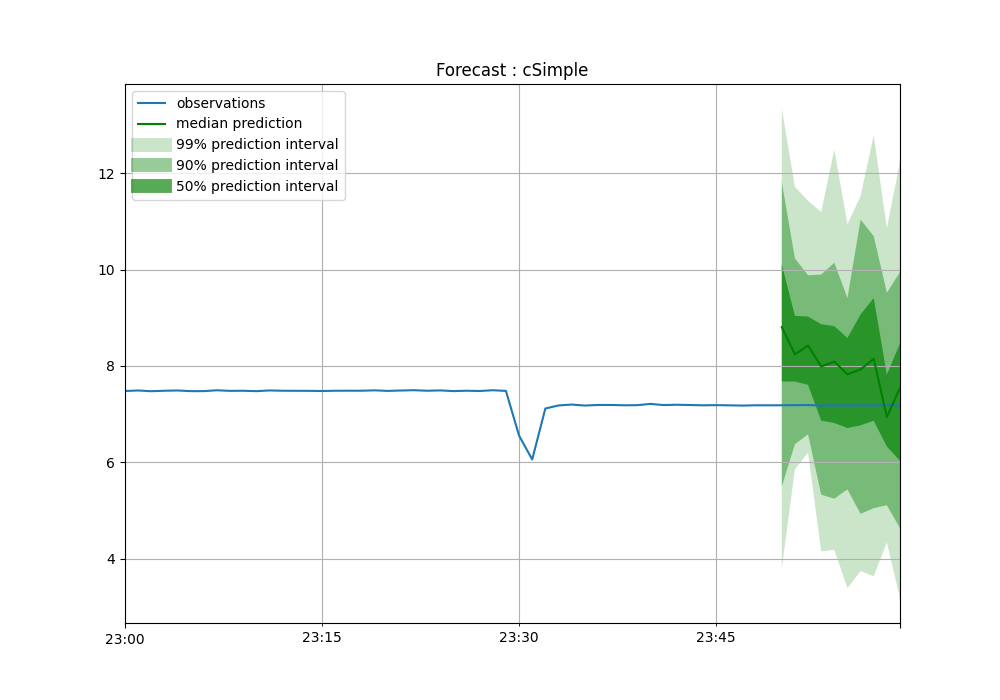 Forecast : cSimple
observations
median prediction
99% prediction interval
90% prediction interval
50% prediction interval
12
10
8
6
4
23:00
23:15
23:30
23:45